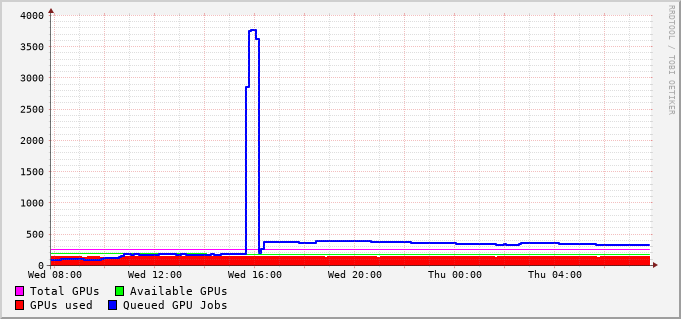 4000
3500
3000
2500
2000
1500
1000
500
0
Wed 08:00 Wed 12:00 Wed 16:00 Wed 20:00 Thu 00:00 Thu 04:00
Total GPUs Available GPUs
GPUs used Queued GPU Jobs
RRDTOOL / TOBI OETIKER